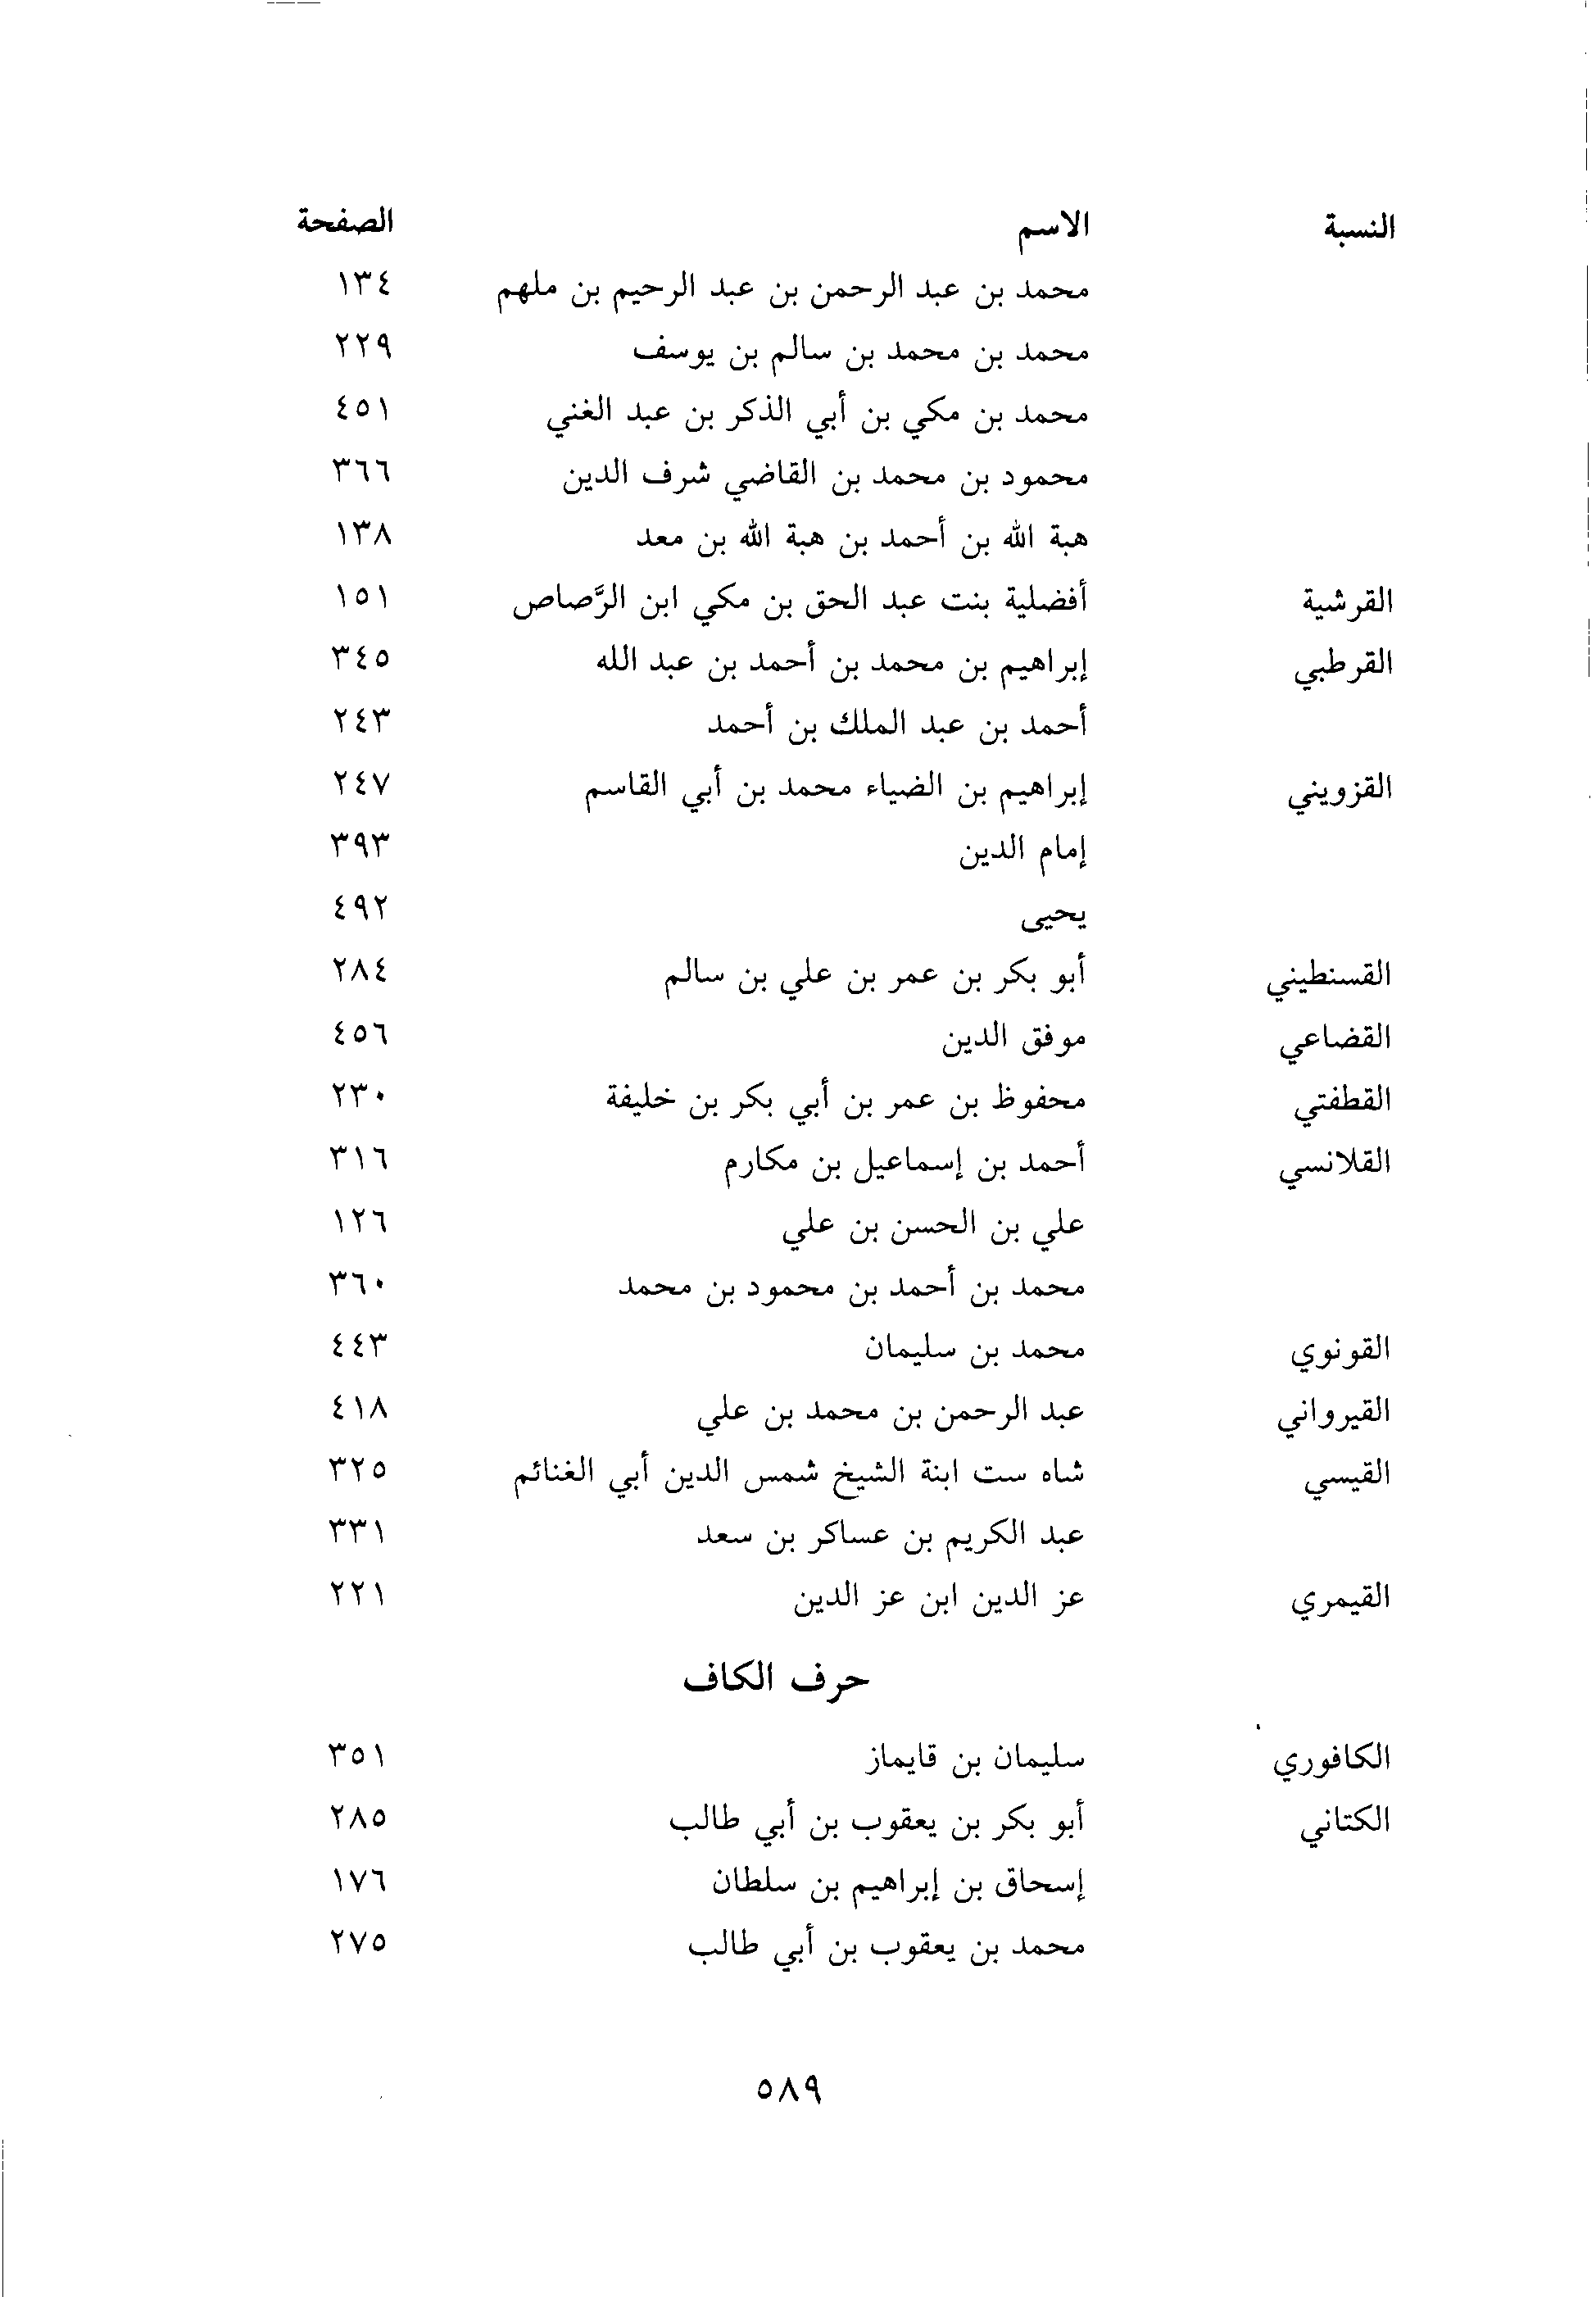 النسبة الاسم الصفحة
محمد بن عبد الرحمن بن عبد الرحيم بن ملهم ١٣٤
محمد بن محمد بن سالم بن يوسف ٢٢٩
محمد بن مكي بن أبي الذكر بن عبد الغني ٤٥١
محمود بن محمد بن القاضي شرف الدين ٣٦٦
هبة الله بن أحمد بن هبة الله بن معد ١٣٨
القرشية أفضلية بنت عبد الحق بن مكي ابن الرَّصاص ١٥١
القرطبي إبراهيم بن محمد بن أحمد بن عبد الله ٣٤٥
أحمد بن عبد الملك بن أحمد ٢٤٣
القزويني إبراهيم بن الضياء محمد بن أبي القاسم ٢٤٧
إمام الدين ٣٩٣
يحيى ٤٩٢
القسنطيني أبو بكر بن عمر بن علي بن سالم ٢٨٤
القضاعي موفق الدين ٤٥٦
القطفتي محفوظ بن عمر بن أبي بكر بن خليفة ٢٣٠
القلانسي أحمد بن إسماعيل بن مكارم ٣١٦
علي بن الحسن بن علي ١٢٦
محمد بن أحمد بن محمود بن محمد ٣٦٠
القونوي محمد بن سليمان ٤٤٣
القيرواني عبد الرحمن بن محمد بن علي ٤١٨
القيسي شاه ست ابنة الشيخ شمس الدين أبي الغنائم ٣٢٥
عبد الكريم بن عساكر بن سعد ٣٣١
القيمري عز الدين ابن عز الدين ٢٢١
حرف الكاف
الكافوري سليمان بن قايماز ٣٥١
الكتاني أبو بكر بن يعقوب بن أبي طالب ٢٨٥
إسحاق بن إبراهيم بن سلطان ١٧٦
محمد بن يعقوب بن أبي طالب ٢٧٥
٥٨٩